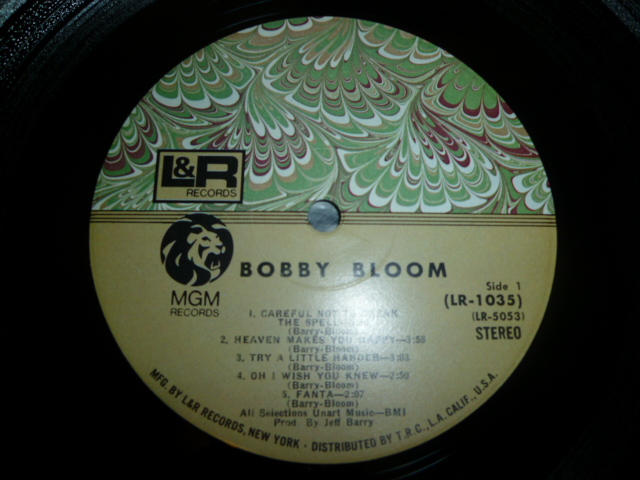 L&R
RECORDS
MGM
RECORDS
BOBBY BLOOM
Side 1
(LR-1035)
(LR-5053)
STEREO
1. CAREFUL NOT TO BREAK
THE SPELL
(Barry-Bloom)
2. HEAVEN MAKES YOU HAPPY—3:58
(Barry-Bloom)
3. TRY A LITTLE HARDER—3:03
(Barry-Bloom)
4. OH I WISH YOU KNEW—2:50
(Barry-Bloom)
5. FANTA—2:07
(Barry-Bloom)
All Selections Unart Music—BMI
Prod. By Jeff Barry
MFG. BY L&R RECORDS, NEW YORK · DISTRIBUTED BY T.R.C., L.A. CALIF., U.S.A.